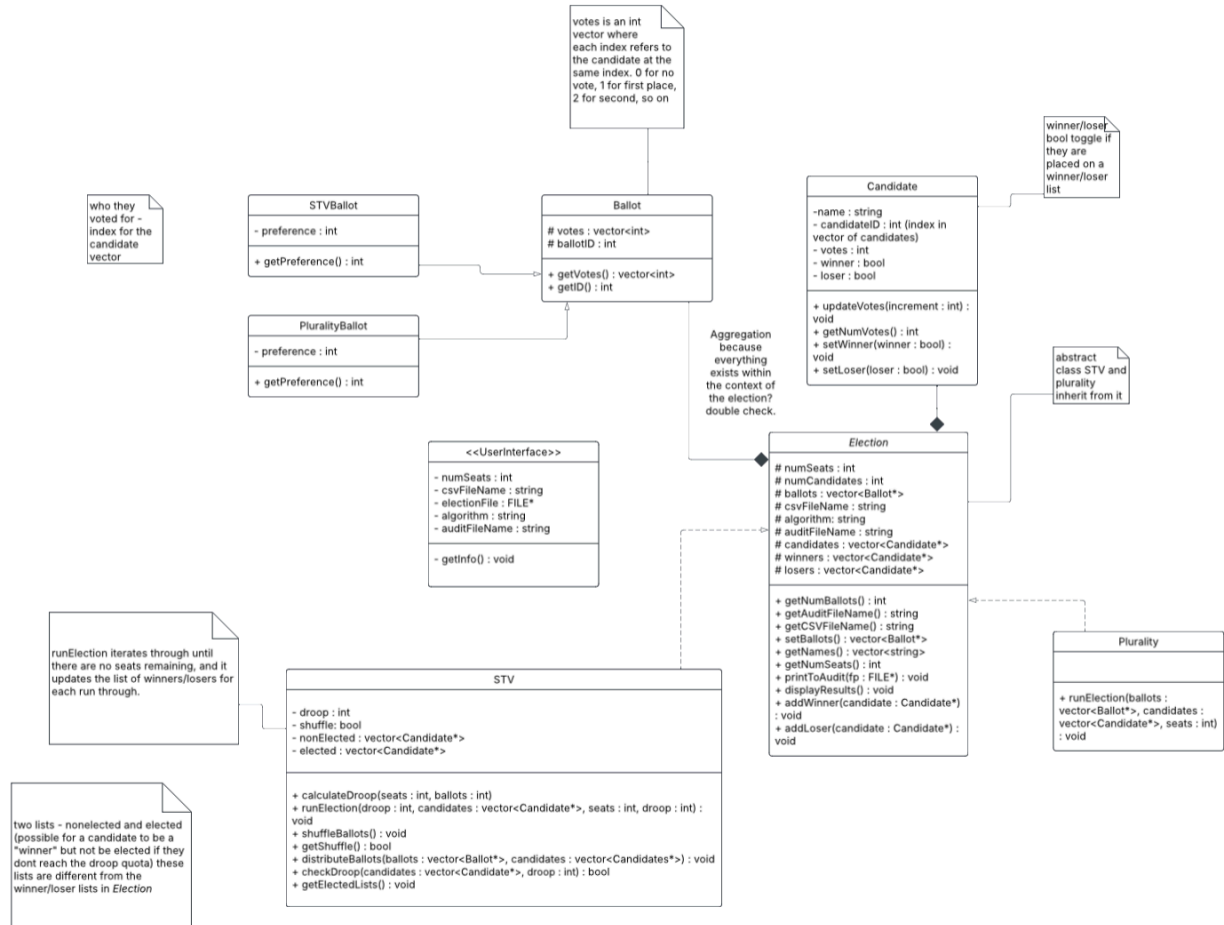 votes is an int
vector where
each index refers to
the candidate at the
same index. 0 for no
vote, 1 for first place,
2 for second, so on
winner/loser
bool toggle if
they are
placed on a
winner/loser
list
who they
voted for -
index for the
candidate
vector
STVBallot
- preference : int
+ getPreference() : int
Ballot
# votes : vector<int>
# ballotID : int
+ getVotes() : vector<int>
+ getID() : int
Candidate
-name : string
- candidateID : int (index in
vector of candidates)
- votes : int
- winner : bool
- loser : bool
+ updateVotes(increment : int) :
void
+ getNumVotes() : int
+ setWinner(winner : bool) :
void
+ setLoser(loser : bool) : void
PluralityBallot
- preference : int
+ getPreference() : int
Aggregation
because
everything
exists within
the context of
the election?
double check.
abstract
class STV and
plurality
inherit from it
<<UserInterface>>
- numSeats : int
- csvFileName : string
- electionFile : FILE*
- algorithm : string
- auditFileName : string
- getInfo() : void
Election
# numSeats : int
# numCandidates : int
# ballots : vector<Ballot*>
# csvFileName : string
# algorithm: string
# auditFileName : string
# candidates : vector<Candidate*>
# winners : vector<Candidate*>
# losers : vector<Candidate*>
+ getNumBallots() : int
+ getAuditFileName() : string
+ getCSVFileName() : string
+ setBallots() : vector<Ballot*>
+ getNames() : vector<string>
+ getNumSeats() : int
+ printToAudit(fp : FILE*) : void
+ displayResults() : void
+ addWinner(candidate : Candidate*)
: void
+ addLoser(candidate : Candidate*) :
void
Plurality
+ runElection(ballots :
vector<Ballot*>, candidates :
vector<Candidate*>, seats : int)
: void
runElection iterates through until
there are no seats remaining, and it
updates the list of winners/losers for
each run through.
STV
- droop : int
- shuffle: bool
- nonElected : vector<Candidate*>
- elected : vector<Candidate*>
+ calculateDroop(seats : int, ballots : int)
+ runElection(droop : int, candidates : vector<Candidate*>, seats : int, droop : int) :
void
+ shuffleBallots() : void
+ getShuffle() : bool
+ distributeBallots(ballots : vector<Ballot*>, candidates : vector<Candidates*>) : void
+ checkDroop(candidates : vector<Candidate*>, droop : int) : bool
+ getElectedLists() : void
two lists - nonelected and elected
(possible for a candidate to be a
"winner" but not be elected if they
dont reach the droop quota) these
lists are different from the
winner/loser lists in Election